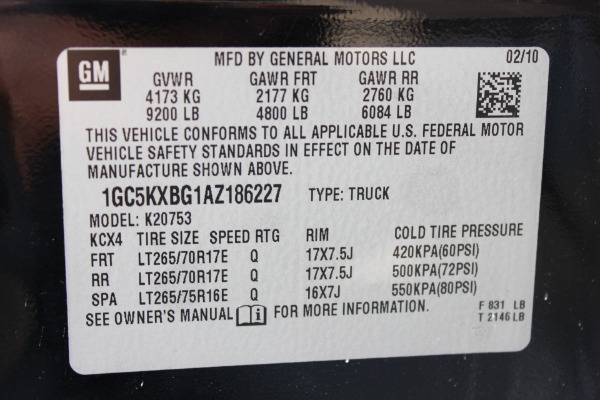 GM
MFD BY GENERAL MOTORS LLC 02/10
GVWR GAWR FRT GAWR RR
4173 KG 2177 KG 2760 KG
9200 LB 4800 LB 6084 LB
THIS VEHICLE CONFORMS TO ALL APPLICABLE U.S. FEDERAL MOTOR
VEHICLE SAFETY STANDARDS IN EFFECT ON THE DATE OF
MANUFACTURE SHOWN ABOVE.
1GC5KXBG1AZ186227 TYPE: TRUCK
MODEL: K20753
KCX4 TIRE SIZE SPEED RTG RIM COLD TIRE PRESSURE
FRT LT265/70R17E Q 17X7.5J 420KPA(60PSI)
RR LT265/70R17E Q 17X7.5J 500KPA(72PSI)
SPA LT265/75R16E Q 16X7J 550KPA(80PSI)
SEE OWNER'S MANUAL i FOR MORE INFORMATION.
F 831 LB
T 2146 LB